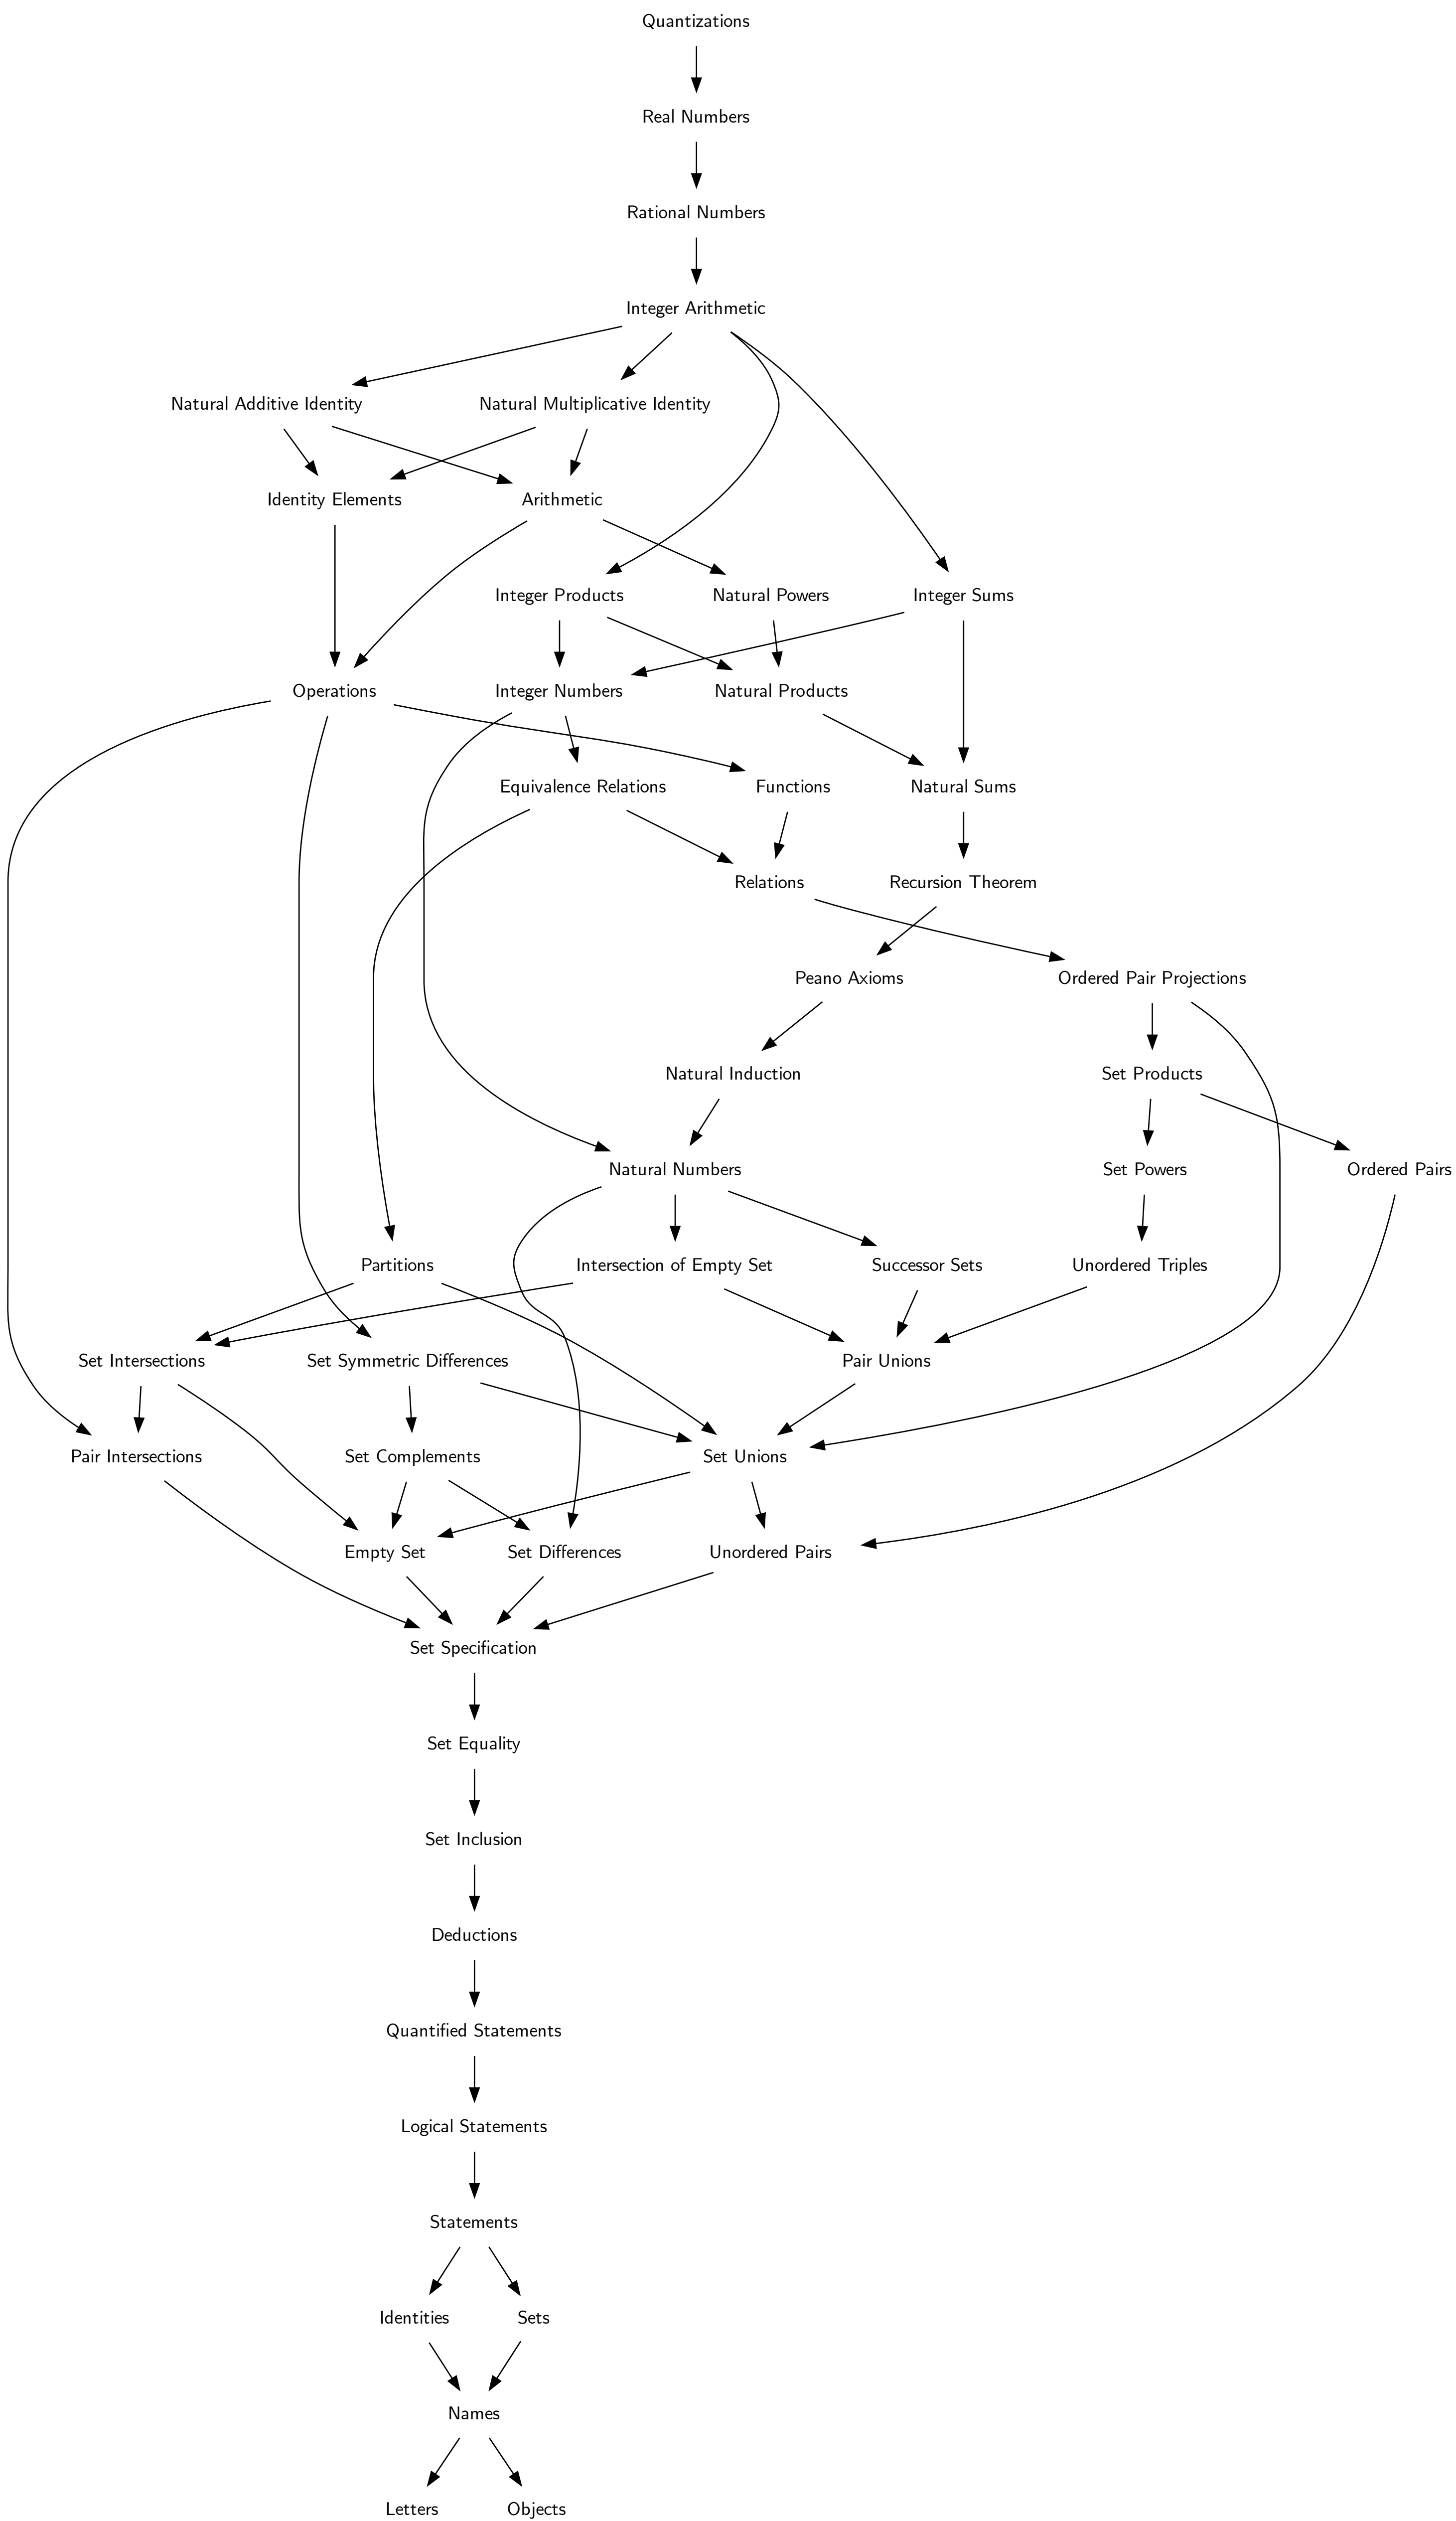 Quantizations
Real Numbers
Rational Numbers
Integer Arithmetic
Natural Additive Identity
Natural Multiplicative Identity
Identity Elements
Arithmetic
Integer Products
Natural Powers
Integer Sums
Operations
Integer Numbers
Natural Products
Equivalence Relations
Functions
Natural Sums
Relations
Recursion Theorem
Peano Axioms
Ordered Pair Projections
Natural Induction
Set Products
Natural Numbers
Set Powers
Ordered Pairs
Partitions
Intersection of Empty Set
Successor Sets
Unordered Triples
Set Intersections
Set Symmetric Differences
Pair Unions
Pair Intersections
Set Complements
Set Unions
Empty Set
Set Differences
Unordered Pairs
Set Specification
Set Equality
Set Inclusion
Deductions
Quantified Statements
Logical Statements
Statements
Identities
Sets
Names
Letters
Objects